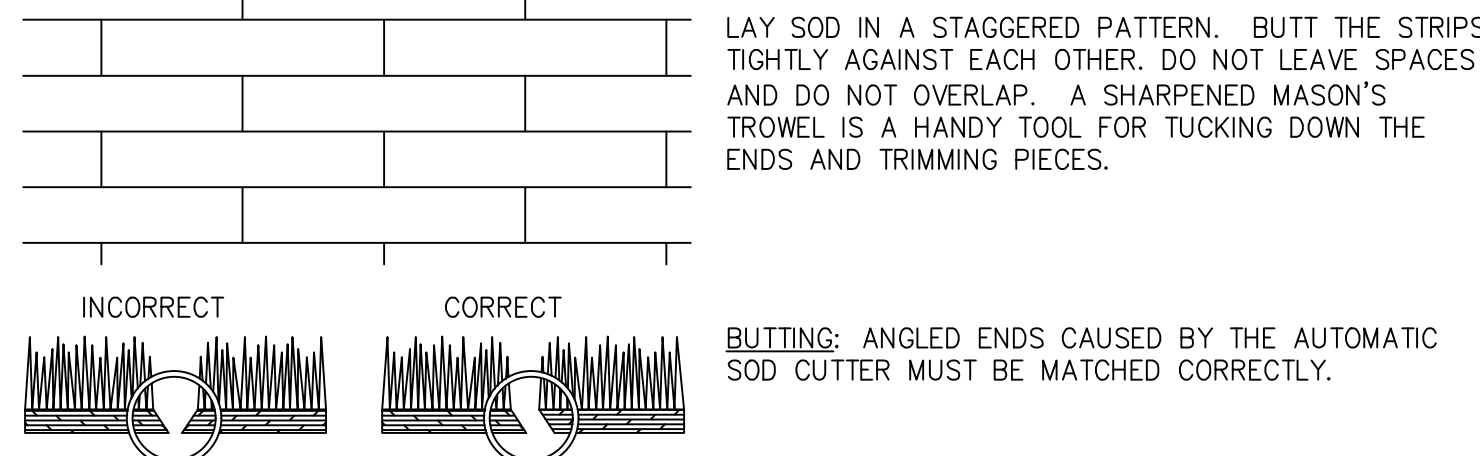 LAY SOD IN A STAGGERED PATTERN. BUTT THE STRIPS
TIGHTLY AGAINST EACH OTHER. DO NOT LEAVE SPACES
AND DO NOT OVERLAP. A SHARPENED MASON'S
TROWEL IS A HANDY TOOL FOR TUCKING DOWN THE
ENDS AND TRIMMING PIECES.
INCORRECT
CORRECT
BUTTING: ANGLED ENDS CAUSED BY THE AUTOMATIC
SOD CUTTER MUST BE MATCHED CORRECTLY.